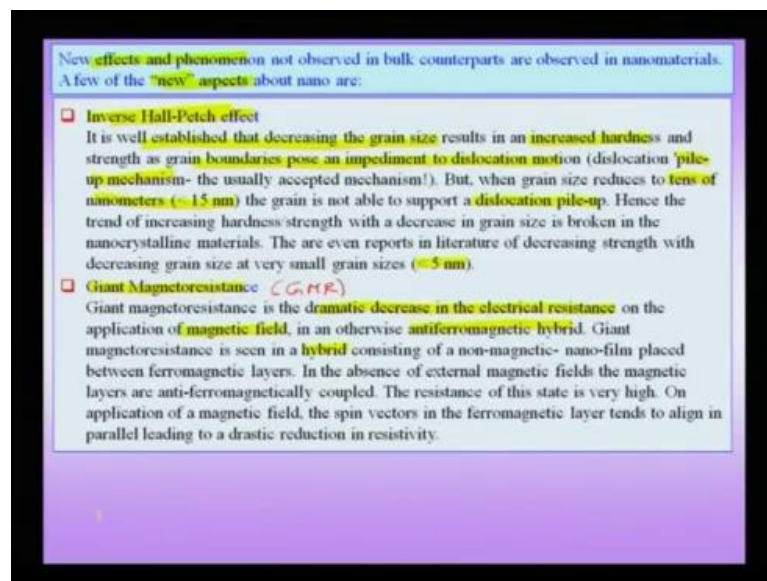 New effects and phenomenon not observed in bulk counterparts are observed in nanomaterials.
A few of the "new" aspects about nano are:
Inverse Hall-Petch effect
It is well established that decreasing the grain size results in an increased hardness and
strength as grain boundaries pose an impediment to dislocation motion (dislocation 'pile-
up mechanism- the usually accepted mechanism!). But, when grain size reduces to tens of
nanometers (< 15 nm) the grain is not able to support a dislocation pile-up. Hence the
trend of increasing hardness/strength with a decrease in grain size is broken in the
nanocrystalline materials. The are even reports in literature of decreasing strength with
decreasing grain size at very small grain sizes (< 5 nm).
Giant Magnetoresistance (GMR)
Giant magnetoresistance is the dramatic decrease in the electrical resistance on the
application of magnetic field, in an otherwise antiferromagnetic hybrid. Giant
magnetoresistance is seen in a hybrid consisting of a non-magnetic- nano-film placed
between ferromagnetic layers. In the absence of external magnetic fields the magnetic
layers are anti-ferromagnetically coupled. The resistance of this state is very high. On
application of a magnetic field, the spin vectors in the ferromagnetic layer tends to align in
parallel leading to a drastic reduction in resistivity.